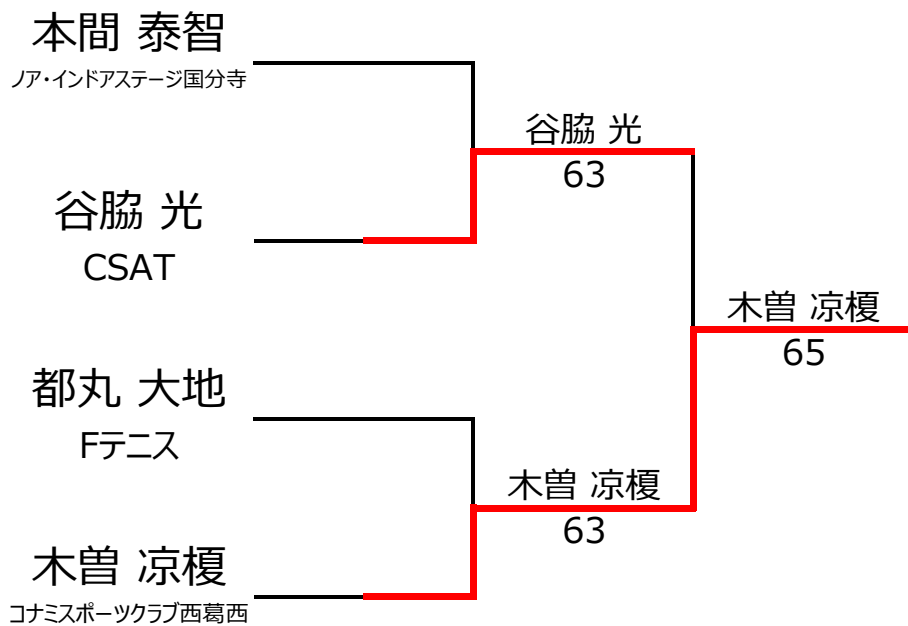 本間 泰智
ノア・インドアステージ国分寺
谷脇 光
63
谷脇 光
CSAT
木曽 凉榎
65
都丸 大地
Fテニス
木曽 凉榎
63
木曽 凉榎
コナミスポーツクラブ西葛西